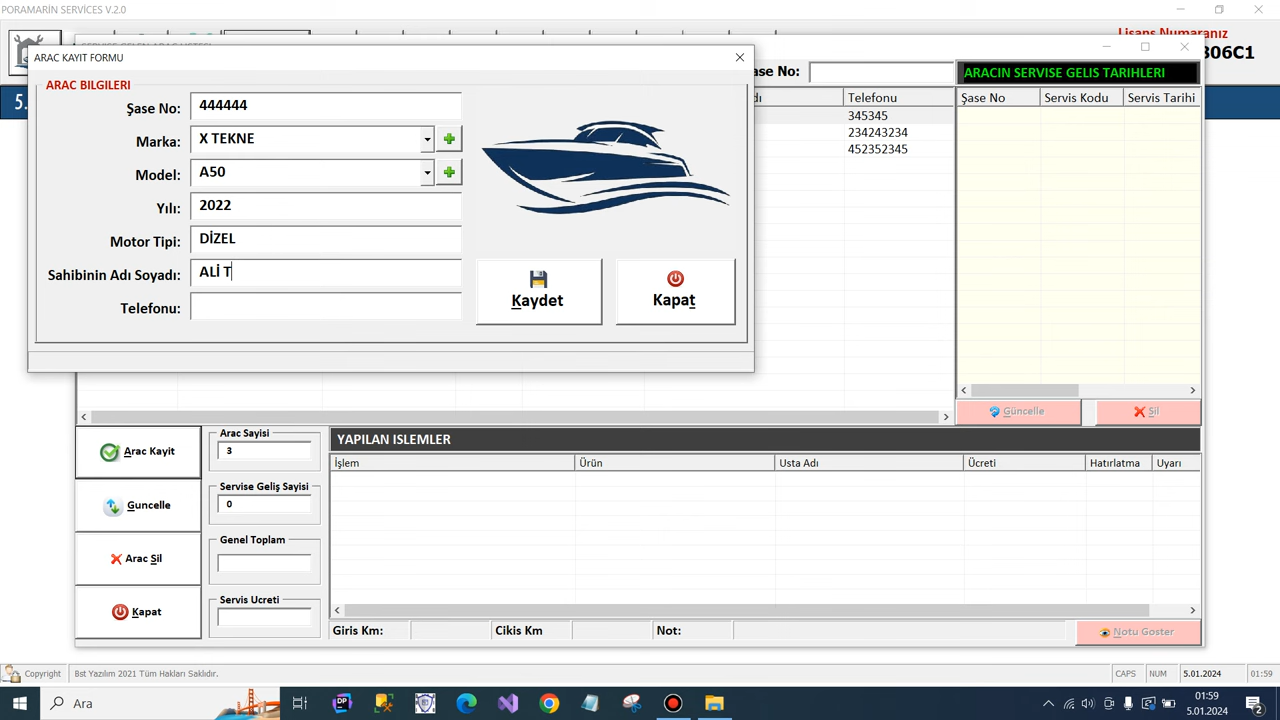 PORAMARİN SERVİCES V.2.0
Lisans Numaranız
306C1
5.
ARAC KAYIT FORMU
ARAC BILGILERI
Şase No:
444444
Marka:
X TEKNE
Model:
A50
Yılı:
2022
Motor Tipi:
DİZEL
Sahibinin Adı Soyadı:
ALİ T
Telefonu:
Kaydet
Kapat
ase No:
dı
Telefonu
345345
234243234
452352345
ARACIN SERVISE GELIS TARIHLERI
Şase No
Servis Kodu
Servis Tarihi
Güncelle
Sil
Arac Kayit
Guncelle
Arac Sil
Kapat
Arac Sayisi
3
Servise Geliş Sayisi
0
Genel Toplam
Servis Ucreti
YAPILAN ISLEMLER
İşlem
Ürün
Usta Adı
Ücreti
Hatırlatma
Uyarı
Giris Km:
Cikis Km
Not:
Notu Goster
Copyright
Bst Yazılım 2021 Tüm Hakları Saklıdır.
CAPS
NUM
5.01.2024
01:59
Ara
01:59
5.01.2024
2